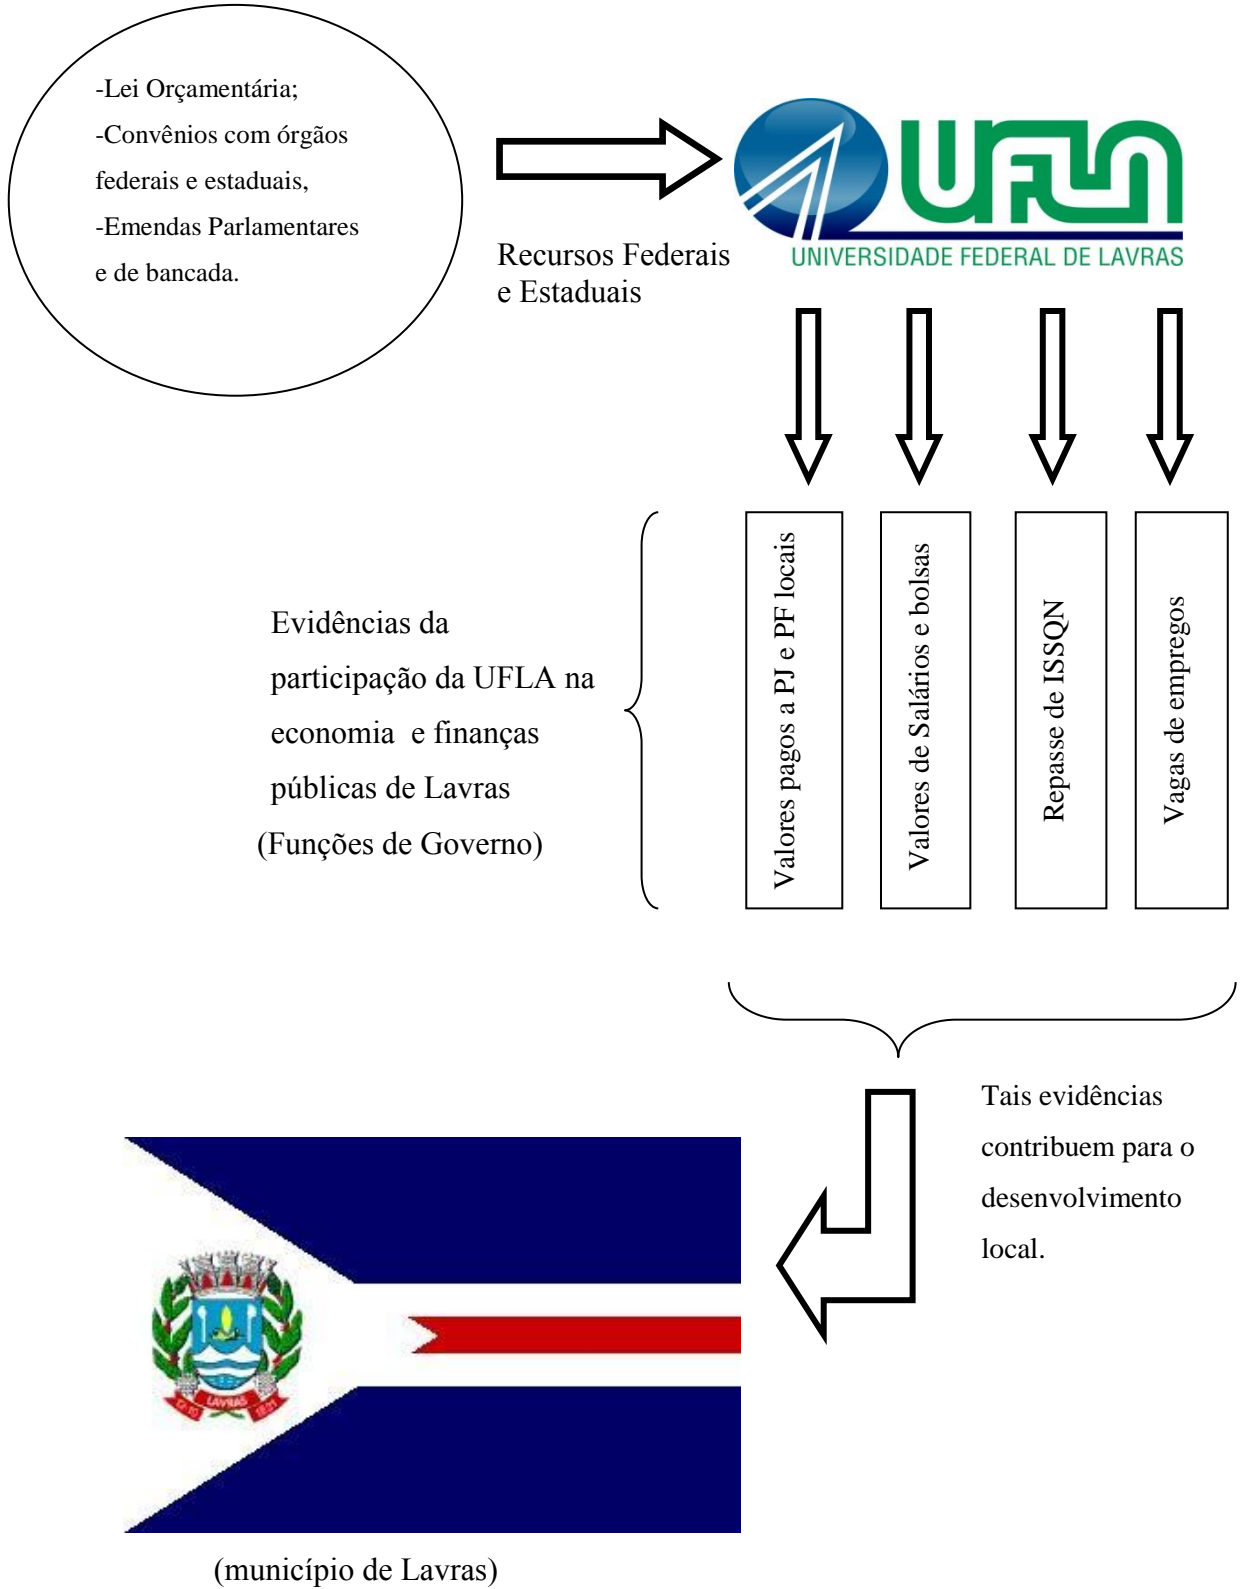 -Lei Orçamentária;
-Convênios com órgãos
federais e estaduais,
-Emendas Parlamentares
e de bancada.
Recursos Federais
e Estaduais
UFLA
UNIVERSIDADE FEDERAL DE LAVRAS
Evidências da
participação da UFLA na
economia e finanças
públicas de Lavras
(Funções de Governo)
Valores pagos a PJ e PF locais
Valores de Salários e bolsas
Repasse de ISSQN
Vagas de empregos
Tais evidências
contribuem para o
desenvolvimento
local.
LAVRAS
(município de Lavras)